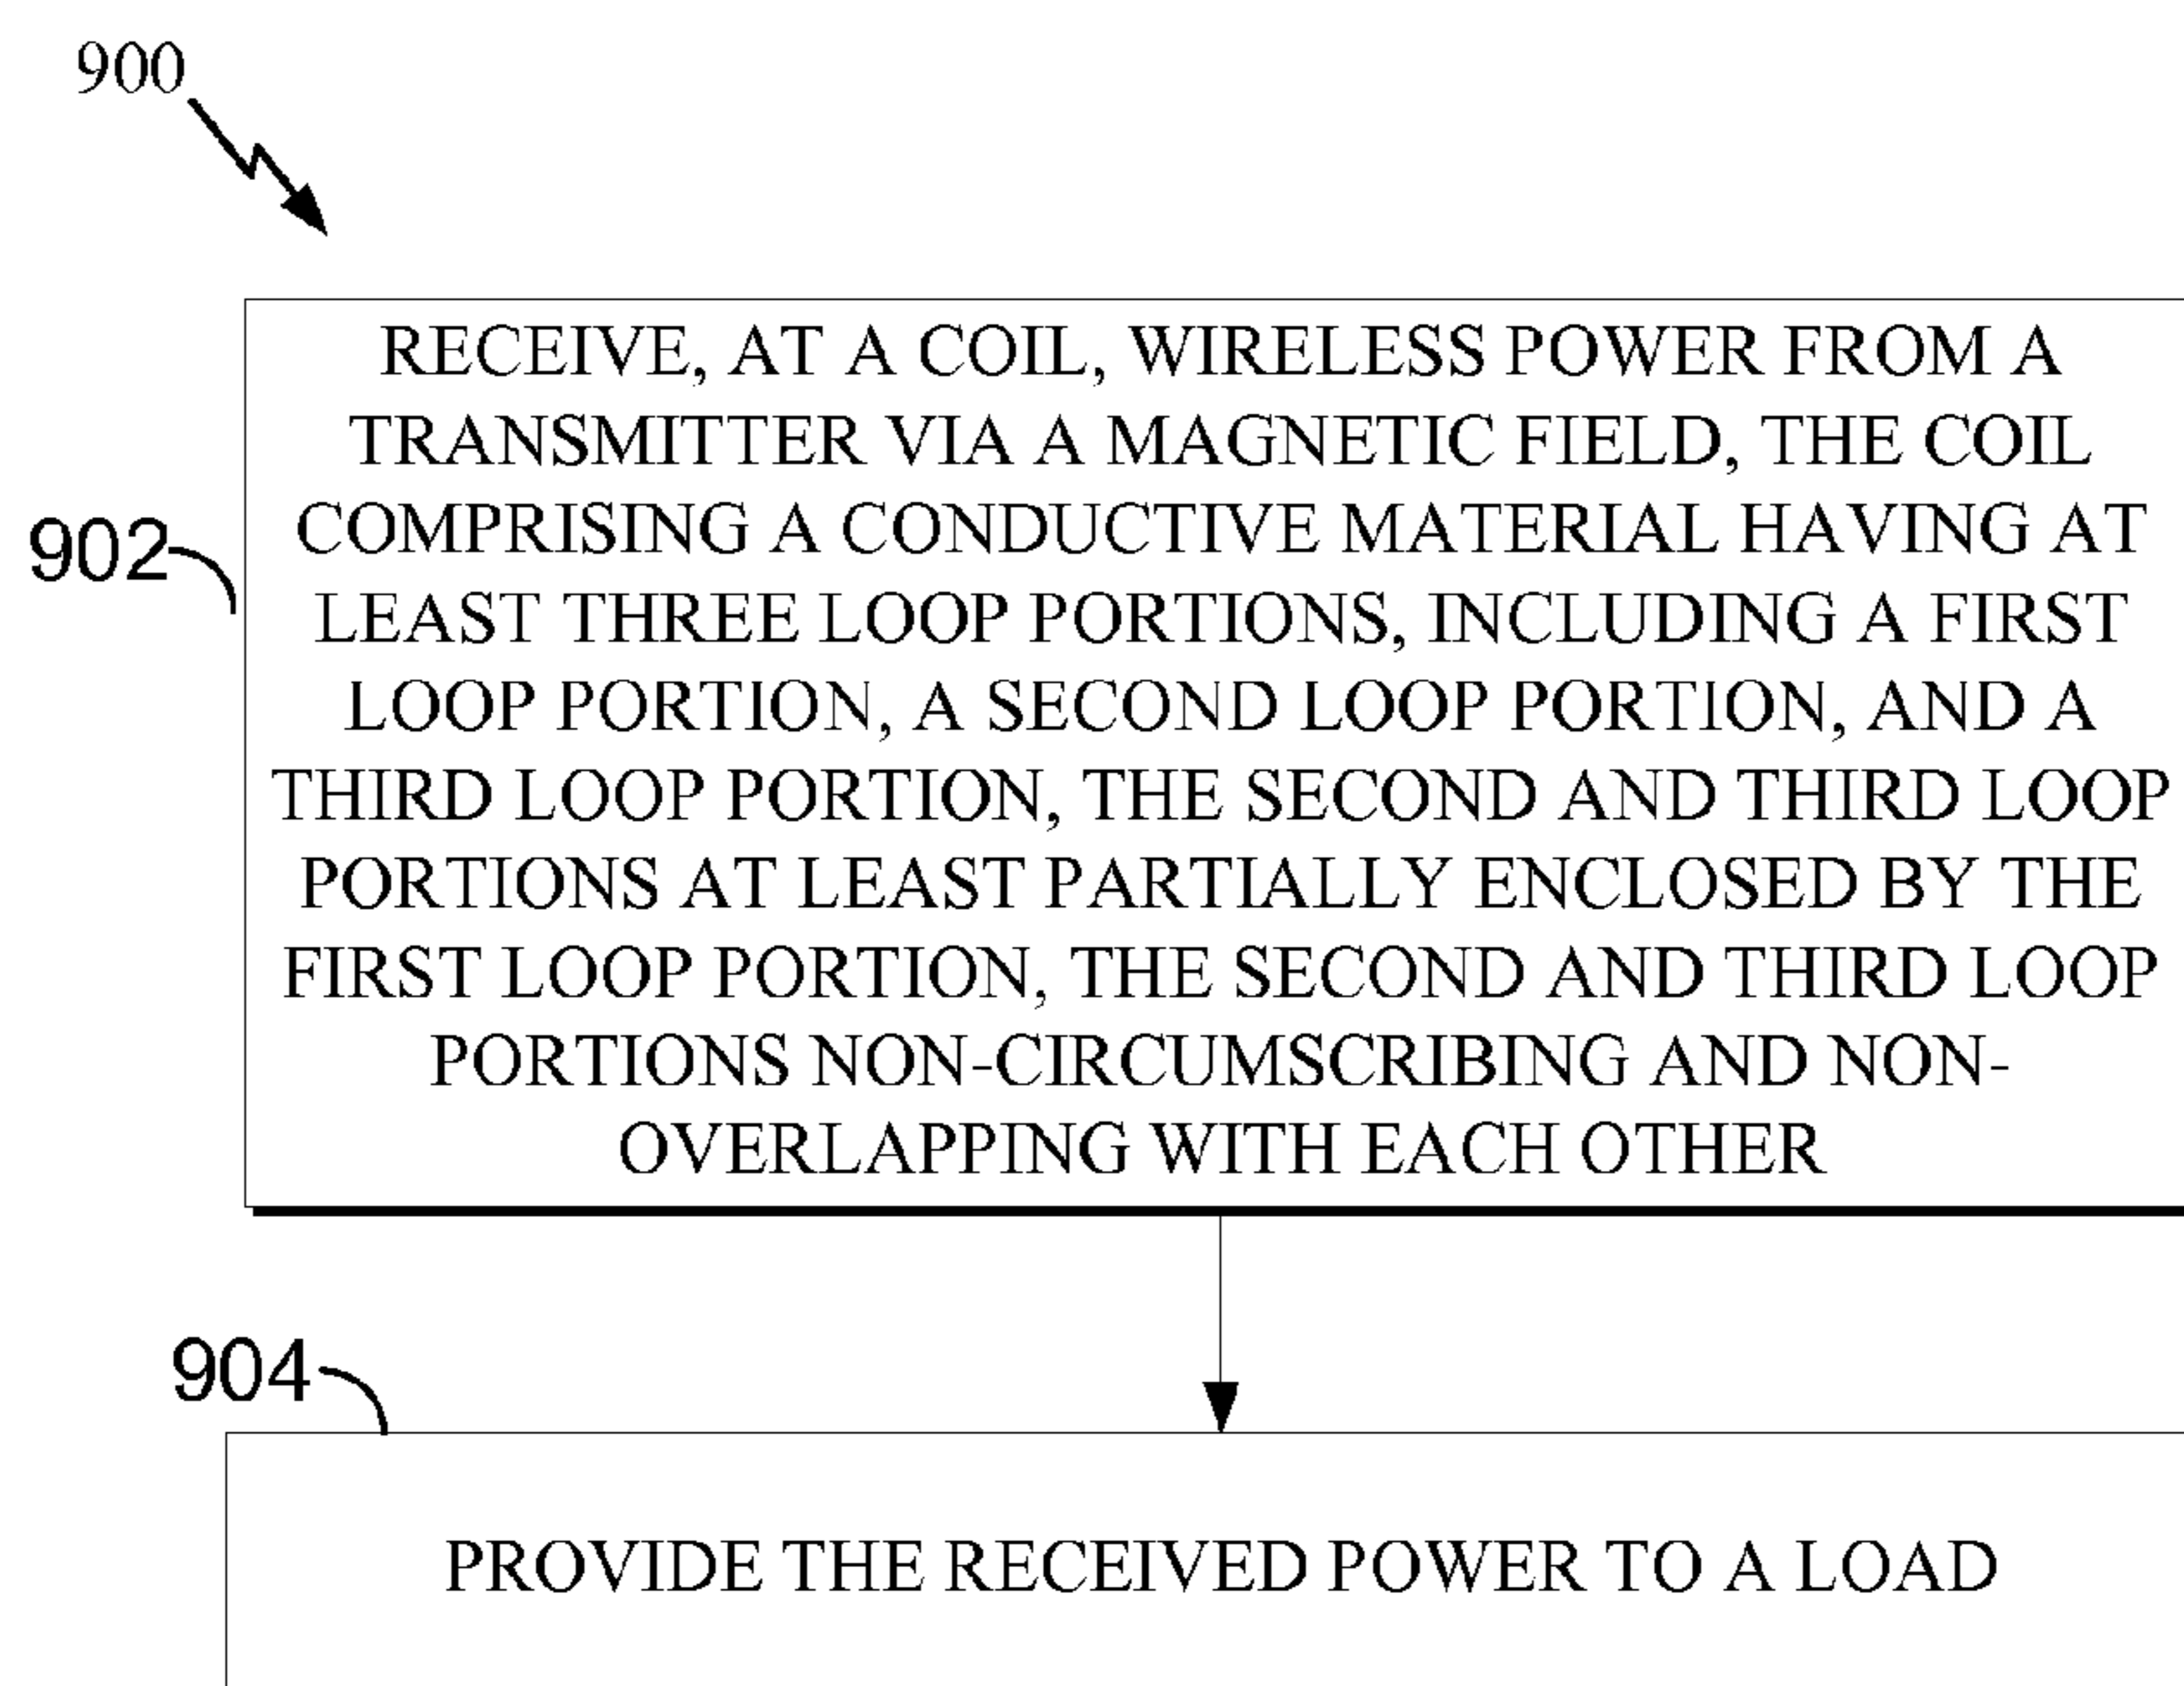 900
RECEIVE, AT A COIL, WIRELESS POWER FROM A
TRANSMITTER VIA A MAGNETIC FIELD, THE COIL
COMPRISING A CONDUCTIVE MATERIAL HAVING AT
902
LEAST THREE LOOP PORTIONS, INCLUDING A FIRST
LOOP PORTION, A SECOND LOOP PORTION, AND A
THIRD LOOP PORTION, THE SECOND AND THIRD LOOP
PORTIONS AT LEAST PARTIALLY ENCLOSED BY THE
FIRST LOOP PORTION, THE SECOND AND THIRD LOOP
PORTIONS NON-CIRCUMSCRIBING AND NON-
OVERLAPPING WITH EACH OTHER
904
PROVIDE THE RECEIVED POWER TO A LOAD